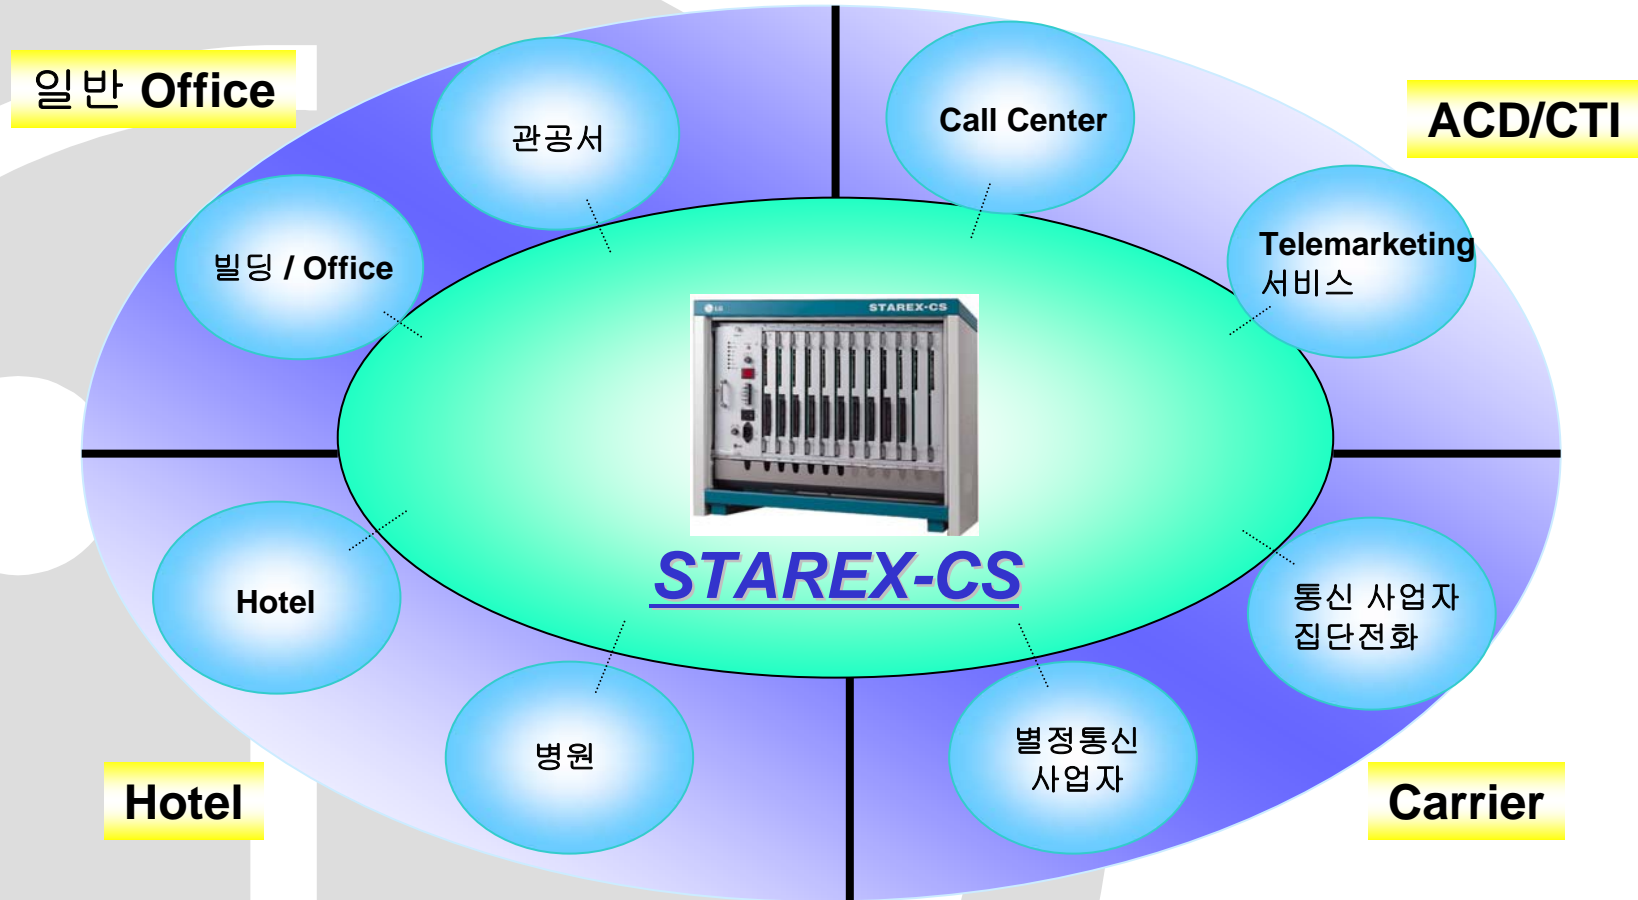 일반 Office
관공서
빌딩 / Office
Call Center
ACD/CTI
Telemarketing
서비스
LG
STAREX-CS
STAREX-CS
Hotel
병원
Hotel
통신 사업자
집단전화
별정통신
사업자
Carrier